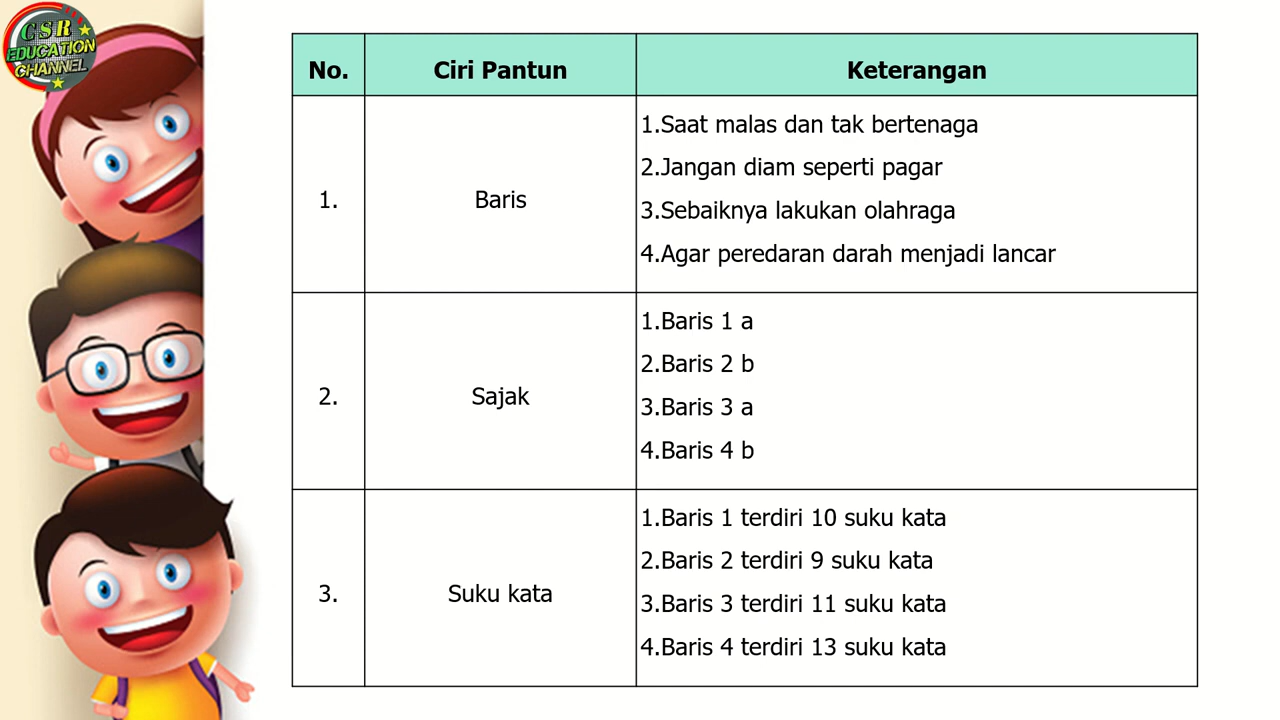 CSR
EDUCATION
CHANNEL
No.
Ciri Pantun
Keterangan
1.
Baris
1.Saat malas dan tak bertenaga
2.Jangan diam seperti pagar
3.Sebaiknya lakukan olahraga
4.Agar peredaran darah menjadi lancar
2.
Sajak
1.Baris 1 a
2.Baris 2 b
3.Baris 3 a
4.Baris 4 b
3.
Suku kata
1.Baris 1 terdiri 10 suku kata
2.Baris 2 terdiri 9 suku kata
3.Baris 3 terdiri 11 suku kata
4.Baris 4 terdiri 13 suku kata